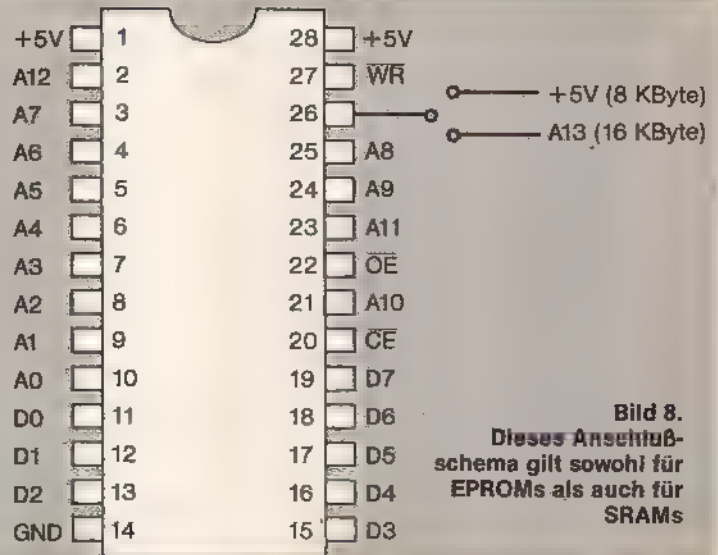 +5V 1 28 +5V
A12 2 27 W̅R̅
A7 3 26 +5V (8 KByte)
A13 (16 KByte)
A6 4 25 A8
A5 5 24 A9
A4 6 23 A11
A3 7 22 O̅E̅
A2 8 21 A10
A1 9 20 C̅E̅
A0 10 19 D7
D0 11 18 D6
D1 12 17 D5
D2 13 16 D4
GND 14 15 D3
Bild 8.
Dieses Anschluß-
schema gilt sowohl für
EPROMs als auch für
SRAMs